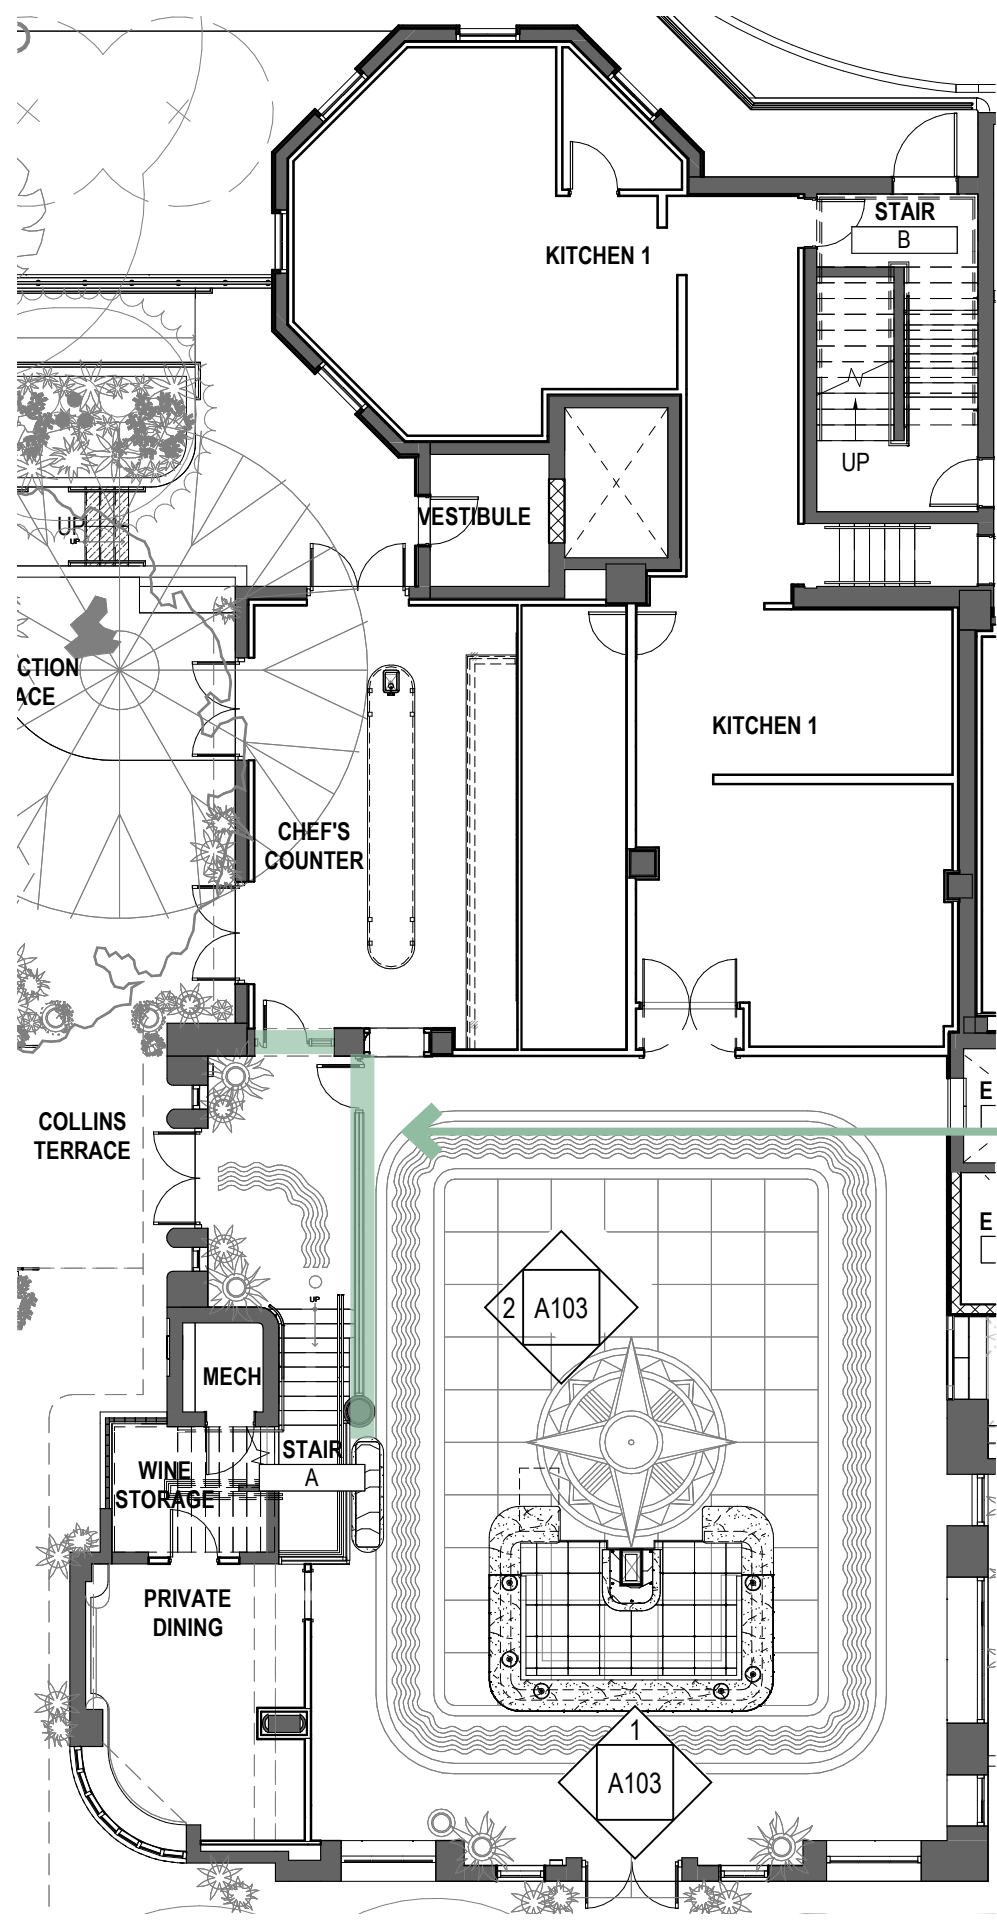 STAIR
B
KITCHEN 1
UP
VESTIBULE
UP
UP
CTION
ACE
KITCHEN 1
CHEF'S
COUNTER
COLLINS
TERRACE
E
E
2
A103
UP
MECH
STAIR
A
WINE
STORAGE
PRIVATE
DINING
1
A103